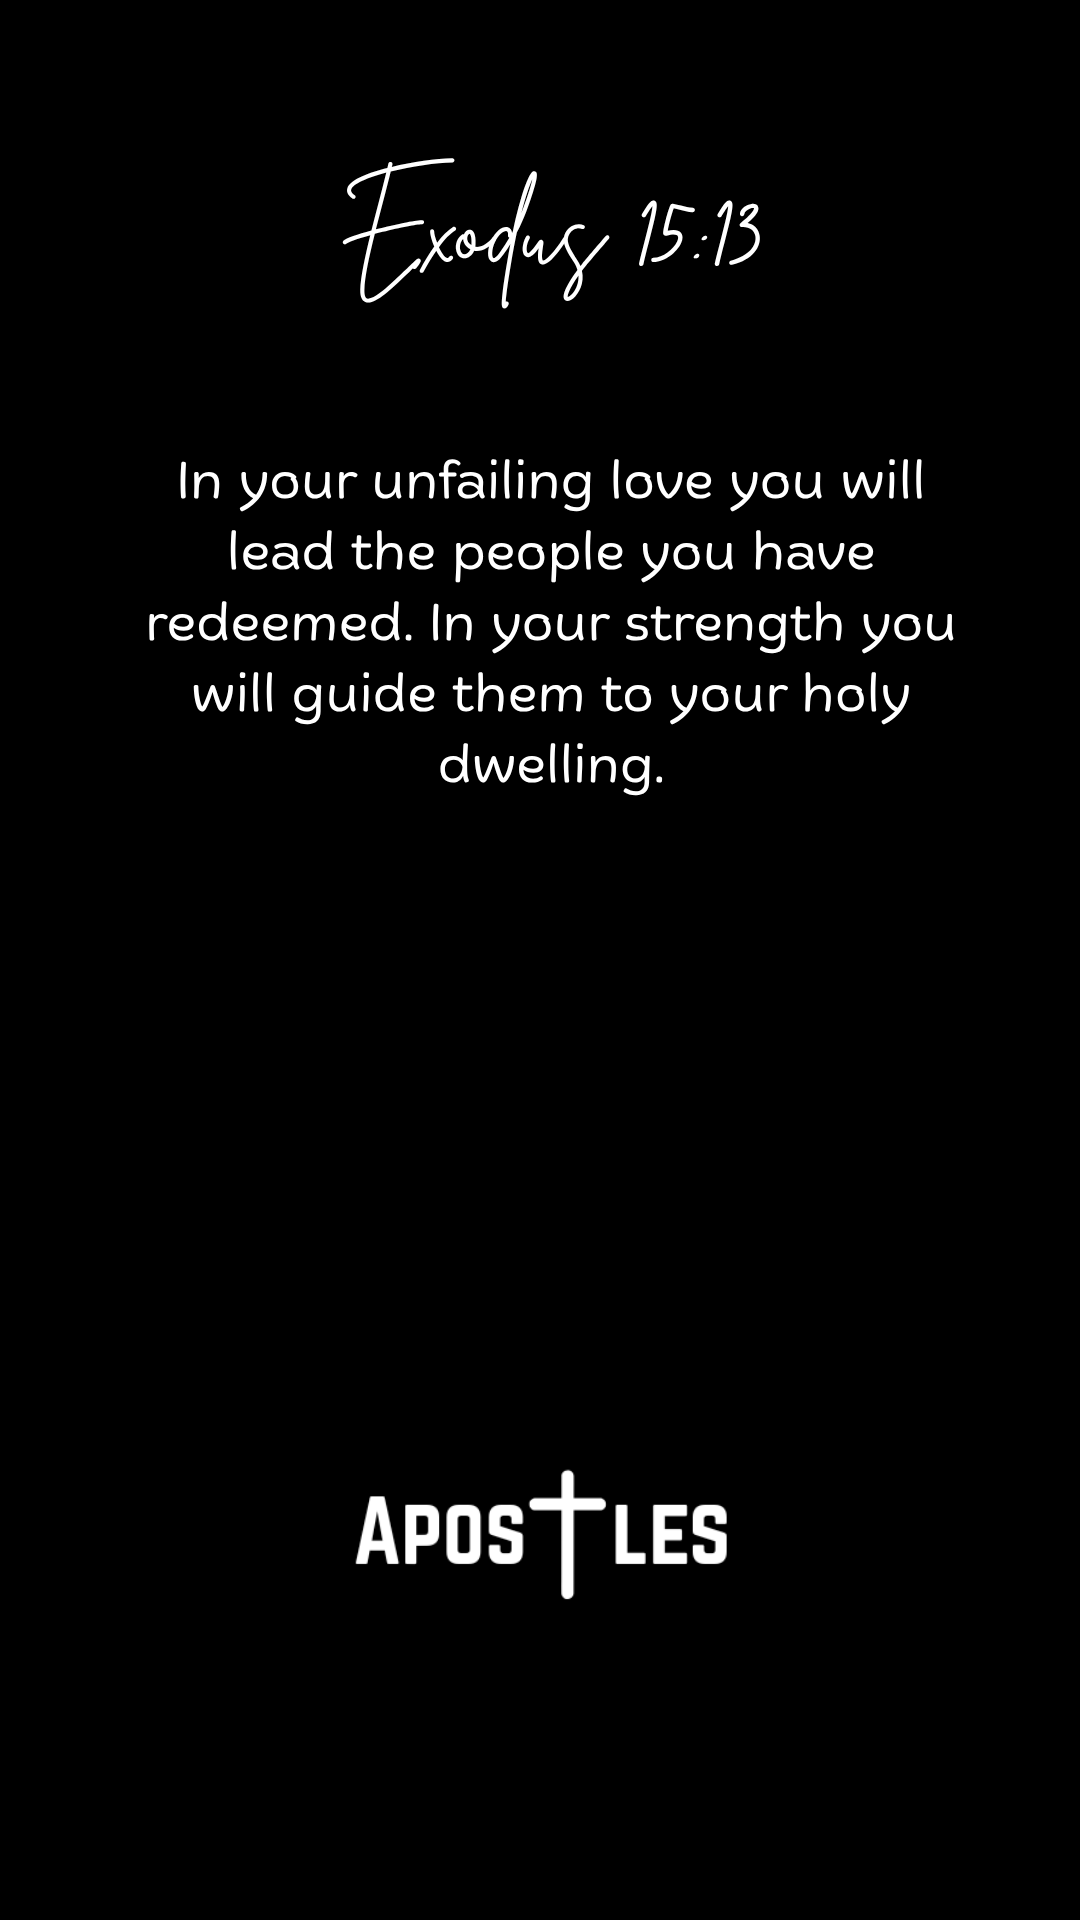 Exodus 15:13
In your unfailing love you will
lead the people you have
redeemed. In your strength you
will guide them to your holy
dwelling.
Apostles